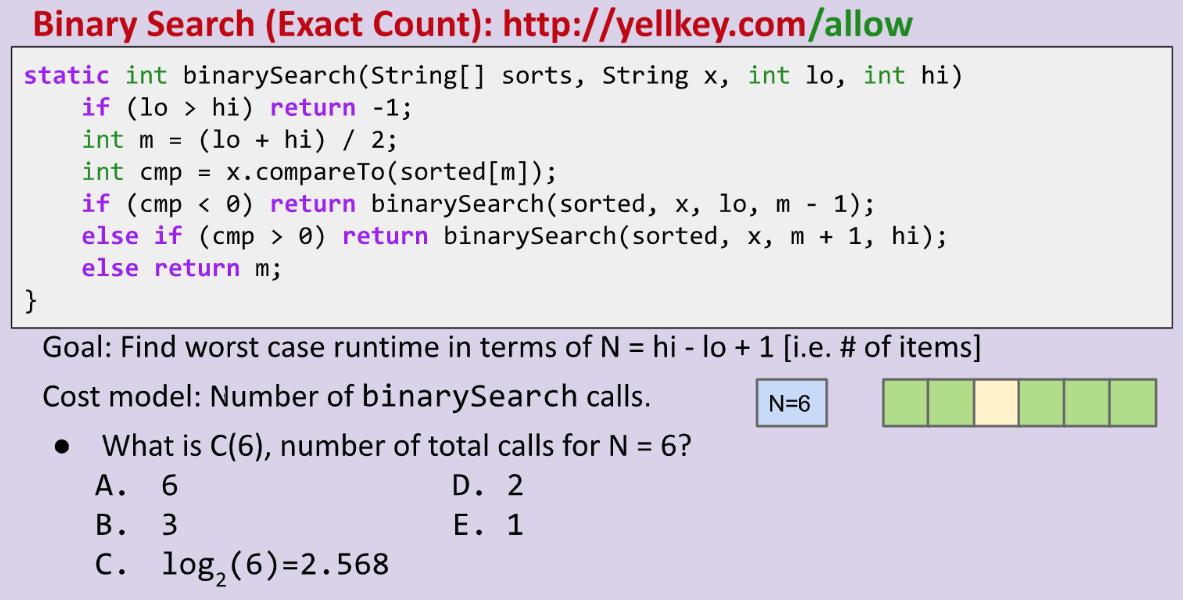 Binary Search (Exact Count): http://yellkey.com/allow
static int binarySearch(String[] sorts, String x, int lo, int hi)
    if (lo > hi) return -1;
    int m = (lo + hi) / 2;
    int cmp = x.compareTo(sorted[m]);
    if (cmp < 0) return binarySearch(sorted, x, lo, m - 1);
    else if (cmp > 0) return binarySearch(sorted, x, m + 1, hi);
    else return m;
}
Goal: Find worst case runtime in terms of N = hi - lo + 1 [i.e. # of items]
Cost model: Number of binarySearch calls.
N=6
● What is C(6), number of total calls for N = 6?
A. 6
B. 3
C. log₂(6)=2.568
D. 2
E. 1